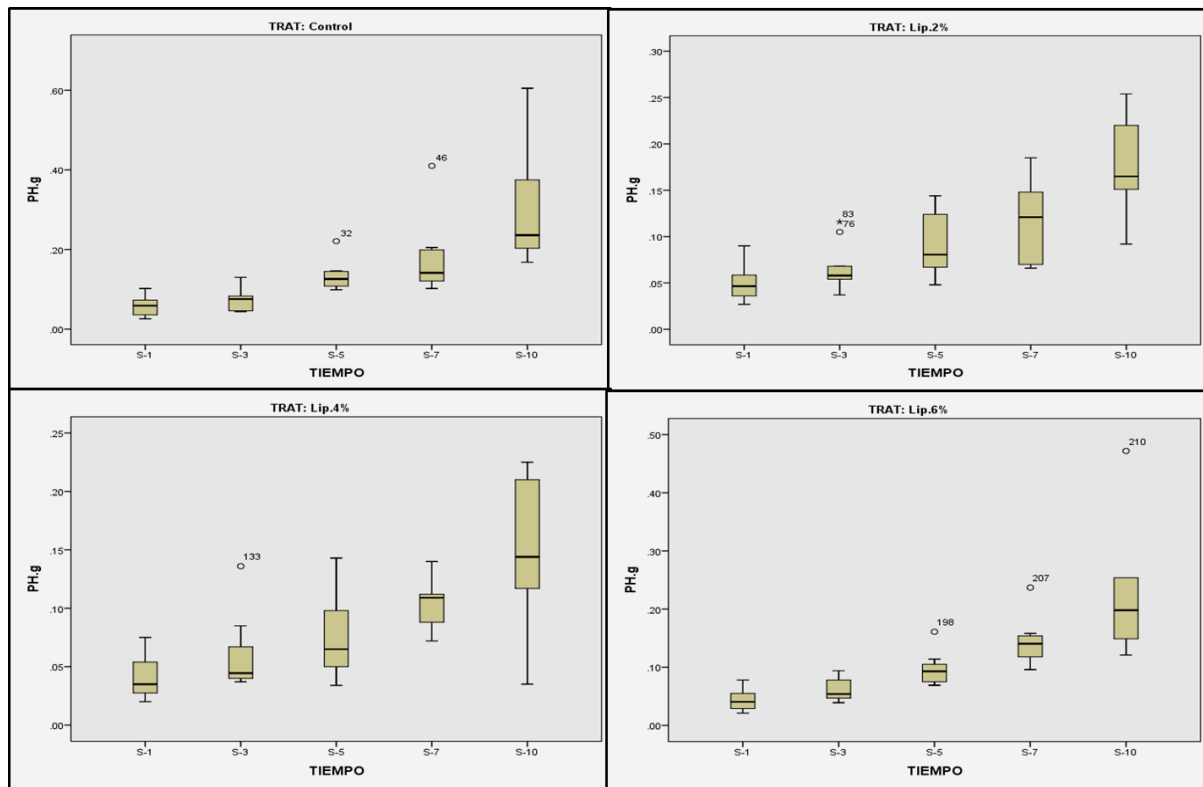 TRAT: Control
PH.g
.60
.40
.20
.00
46
32
S-1 S-3 S-5 S-7 S-10
TIEMPO
TRAT: Lip.2%
PH.g
.30
.25
.20
.15
.10
.05
.00
83
*76
S-1 S-3 S-5 S-7 S-10
TIEMPO
TRAT: Lip.4%
PH.g
.25
.20
.15
.10
.05
.00
133
S-1 S-3 S-5 S-7 S-10
TIEMPO
TRAT: Lip.6%
PH.g
.50
.40
.30
.20
.10
.00
210
207
198
S-1 S-3 S-5 S-7 S-10
TIEMPO